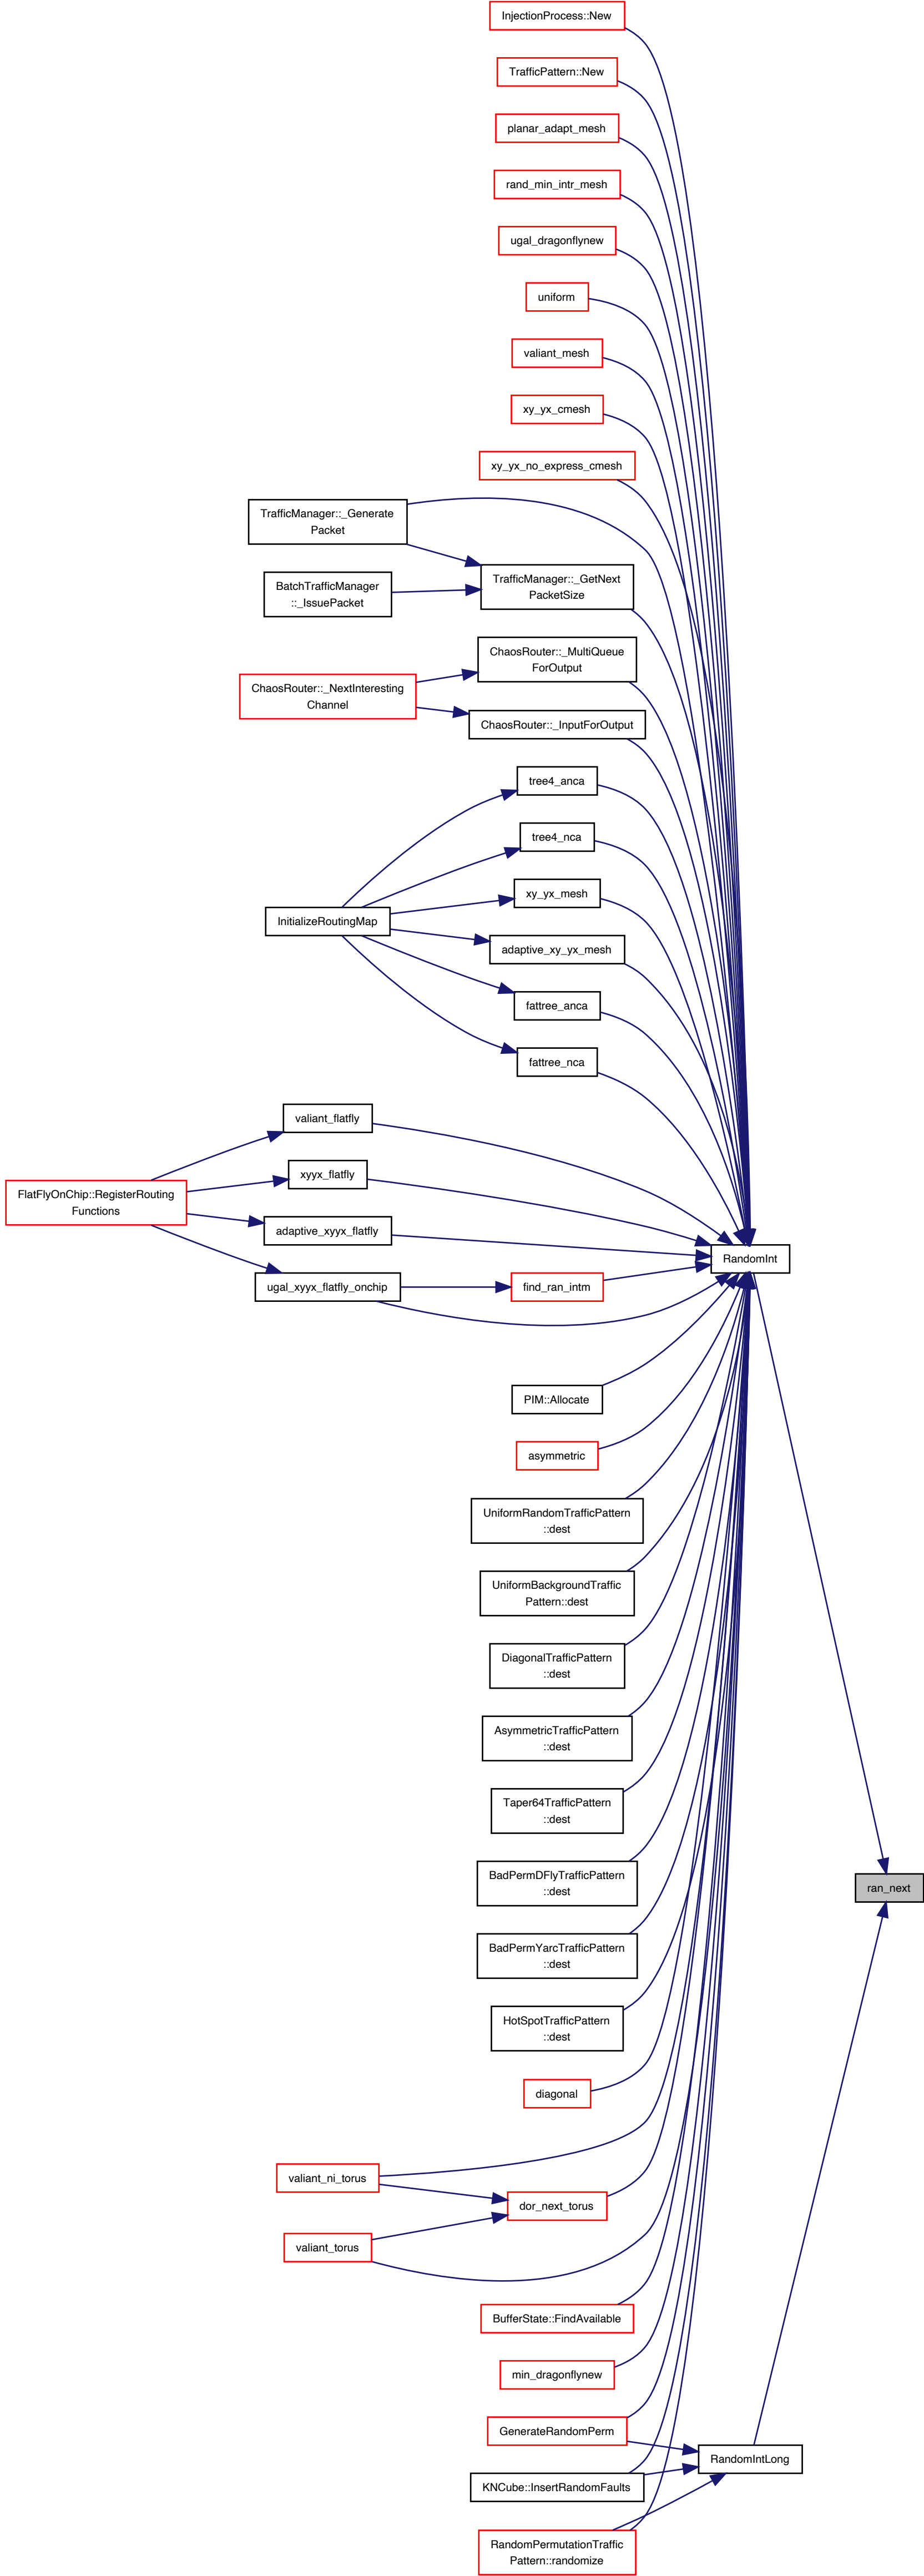 InjectionProcess::New
TrafficPattern::New
planar_adapt_mesh
rand_min_intr_mesh
ugal_dragonflynew
uniform
valiant_mesh
xy_yx_cmesh
xy_yx_no_express_cmesh
TrafficManager::_Generate
Packet
TrafficManager::_GetNext
PacketSize
BatchTrafficManager
::_IssuePacket
ChaosRouter::_MultiQueue
ForOutput
ChaosRouter::_NextInteresting
Channel
ChaosRouter::_InputForOutput
tree4_anca
tree4_nca
xy_yx_mesh
InitializeRoutingMap
adaptive_xy_yx_mesh
fattree_anca
fattree_nca
valiant_flatfly
xyyx_flatfly
FlatFlyOnChip::RegisterRouting
Functions
adaptive_xyyx_flatfly
RandomInt
ugal_xyyx_flatfly_onchip
find_ran_intm
PIM::Allocate
asymmetric
UniformRandomTrafficPattern
::dest
UniformBackgroundTraffic
Pattern::dest
DiagonalTrafficPattern
::dest
AsymmetricTrafficPattern
::dest
Taper64TrafficPattern
::dest
BadPermDFlyTrafficPattern
::dest
ran_next
BadPermYarcTrafficPattern
::dest
HotSpotTrafficPattern
::dest
diagonal
valiant_ni_torus
dor_next_torus
valiant_torus
BufferState::FindAvailable
min_dragonflynew
GenerateRandomPerm
RandomIntLong
KNCube::InsertRandomFaults
RandomPermutationTraffic
Pattern::randomize